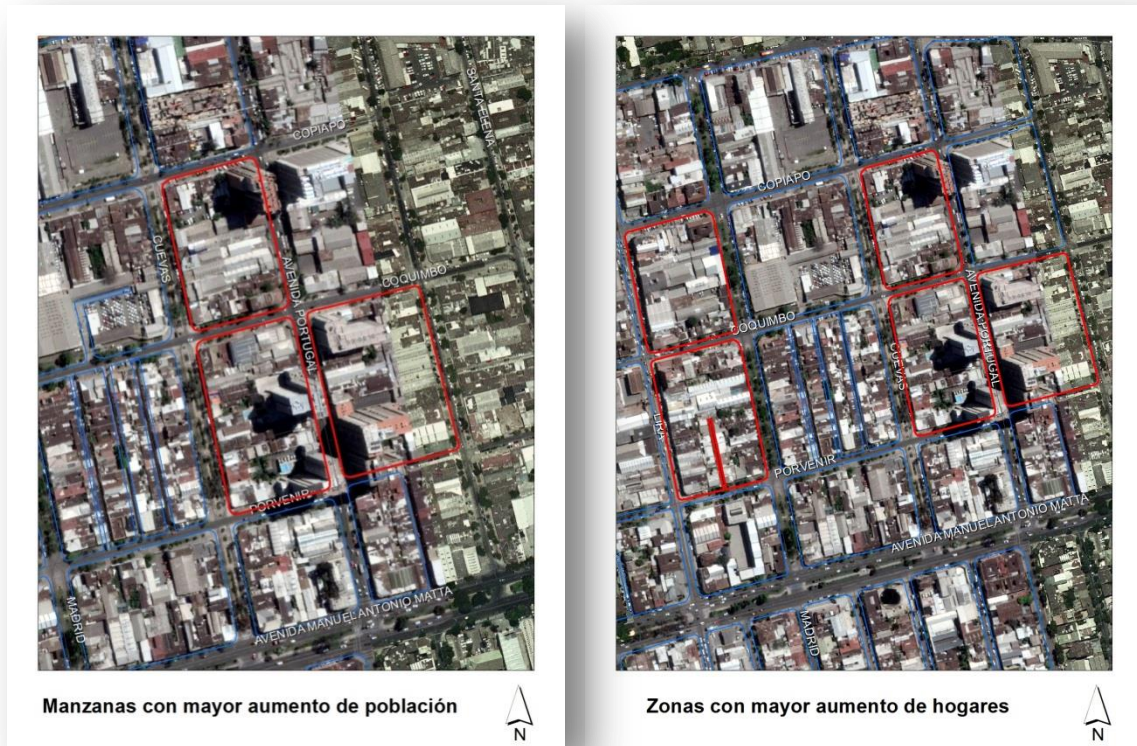 SANTA ELENA
COPIAPO
CUEVAS
AVENIDA PORTUGAL
COQUIMBO
PORVENIR
AVENIDA MANUEL ANTONIO MATTA
MADRID
Manzanas con mayor aumento de población
N
COPIAPO
COQUIMBO
AVENIDA PORTUGAL
CUEVAS
LIRA
PORVENIR
AVENIDA MANUEL ANTONIO MATTA
MADRID
Zonas con mayor aumento de hogares
N